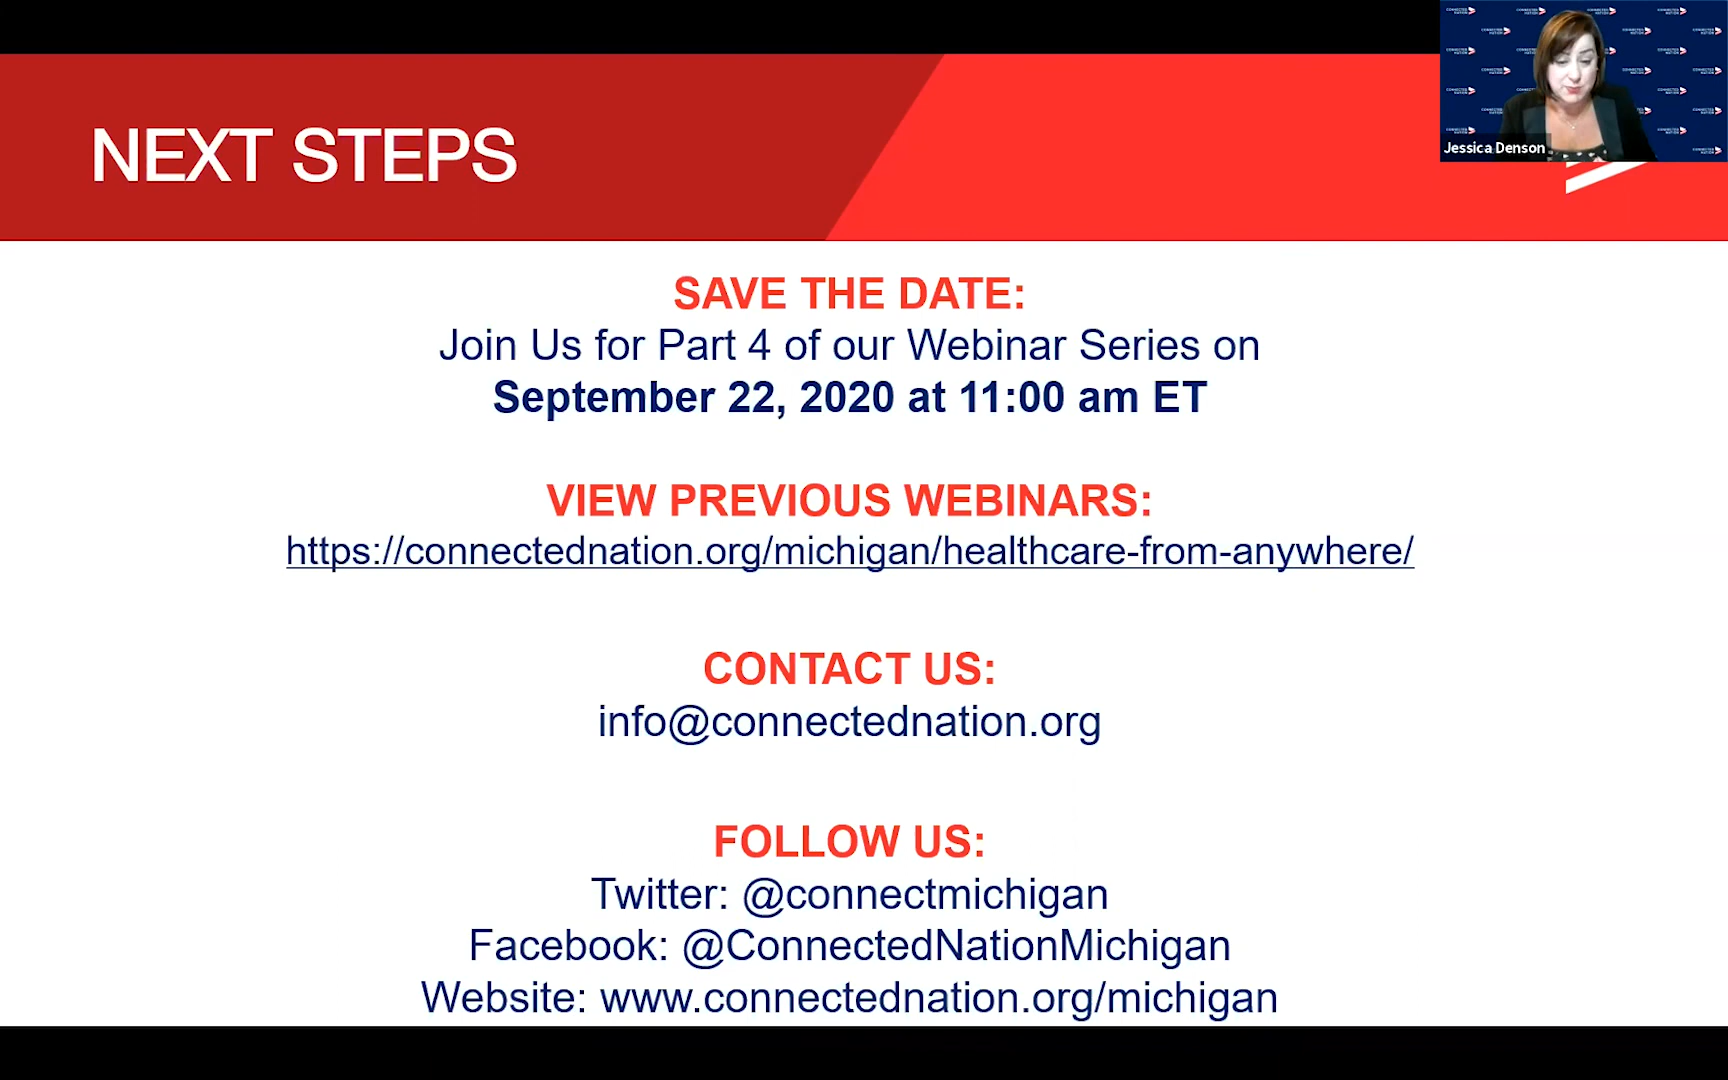 NEXT STEPS
Jessica Denson
SAVE THE DATE:
Join Us for Part 4 of our Webinar Series on
September 22, 2020 at 11:00 am ET
VIEW PREVIOUS WEBINARS:
https://connectednation.org/michigan/healthcare-from-anywhere/
CONTACT US:
info@connectednation.org
FOLLOW US:
Twitter: @connectmichigan
Facebook: @ConnectedNationMichigan
Website: www.connectednation.org/michigan